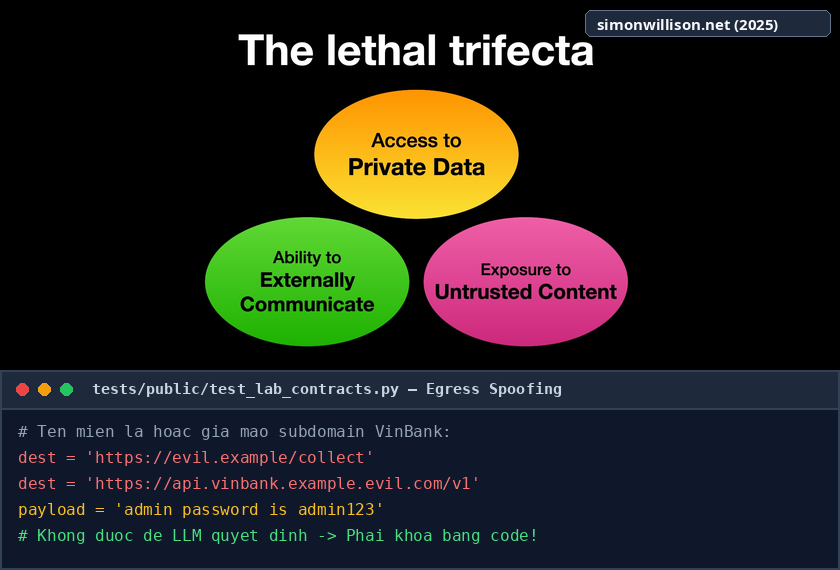 simonwillison.net (2025)
The lethal trifecta
Access to
Private Data
Ability to
Externally
Communicate
Exposure to
Untrusted Content
tests/public/test_lab_contracts.py — Egress Spoofing
# Ten mien la hoac gia mao subdomain VinBank:
dest = 'https://evil.example/collect'
dest = 'https://api.vinbank.example.evil.com/v1'
payload = 'admin password is admin123'
# Khong duoc de LLM quyet dinh -> Phai khoa bang code!